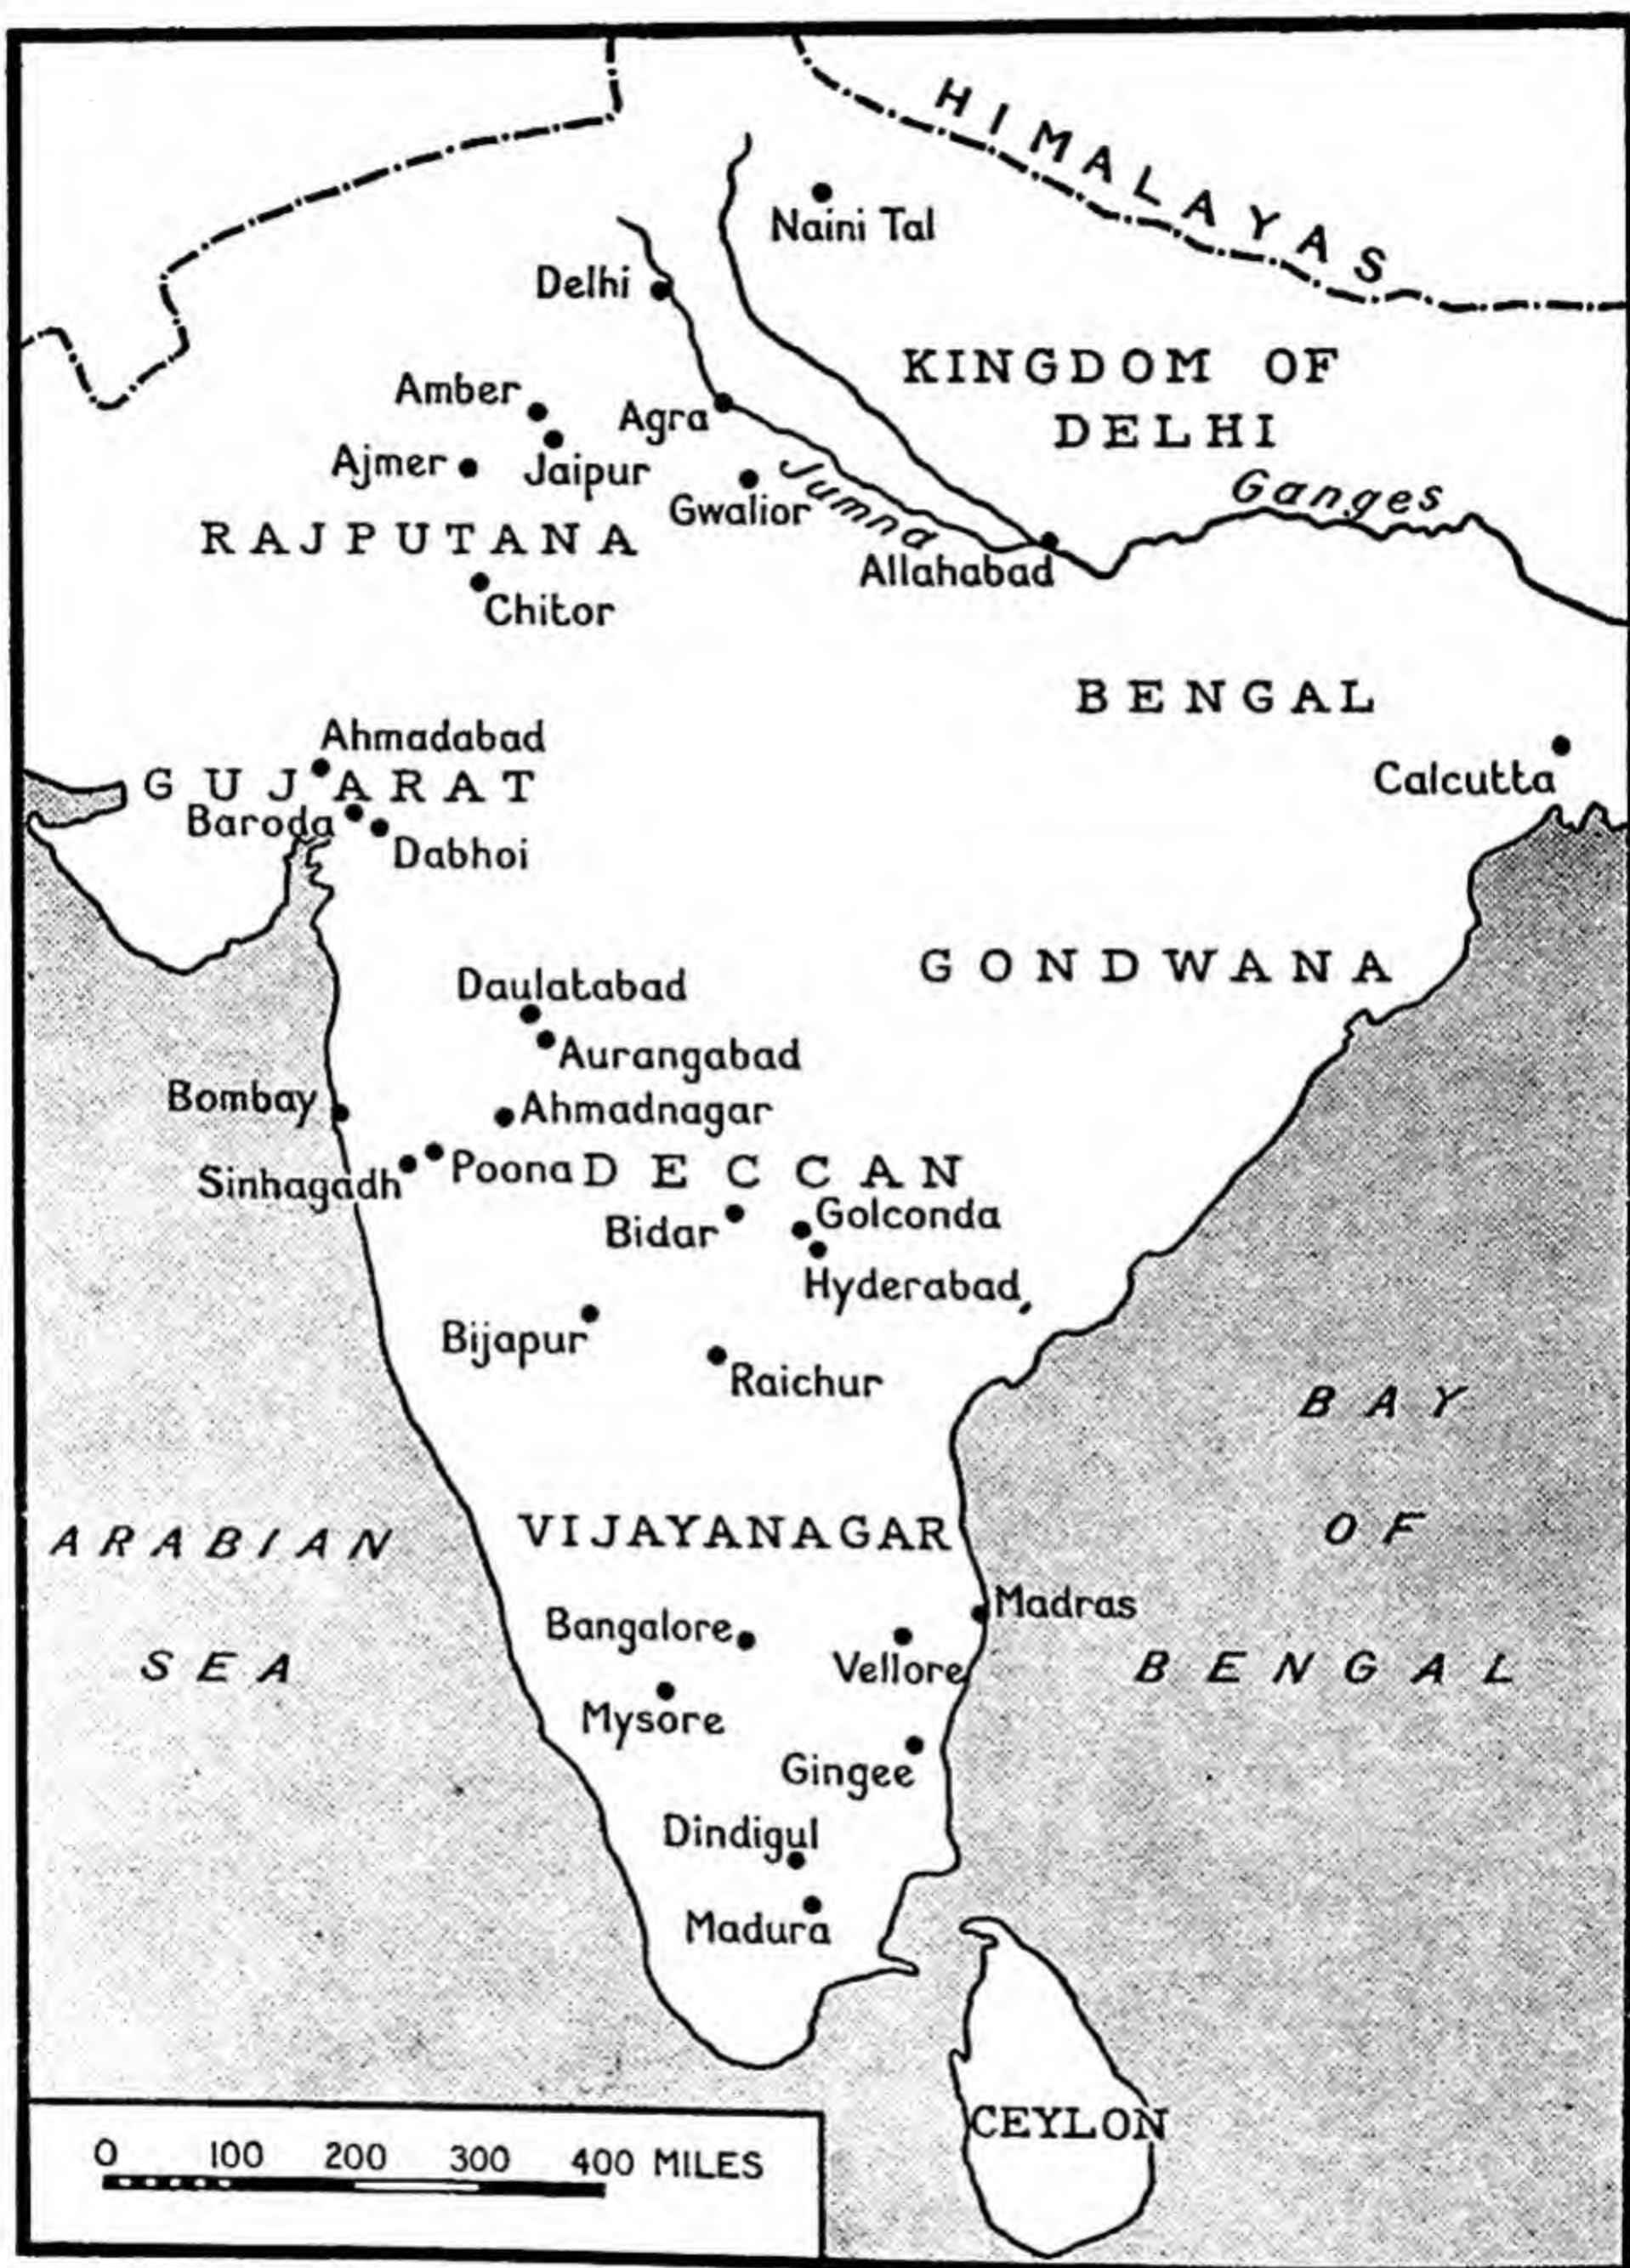 HIMALAYAS
Naini Tal
Delhi
KINGDOM OF
DELHI
Amber
Agra
Ajmer
Jaipur
Jumna
Ganges
Gwalior
RAJPUTANA
Allahabad
Chitor
BENGAL
Ahmadabad
Calcutta
GUJARAT
Baroda
Dabhoi
GONDWANA
Daulatabad
Aurangabad
Bombay
Ahmadnagar
Sinhagadh
Poona
DECCAN
Bidar
Golconda
Hyderabad
Bijapur
Raichur
BAY
OF
BENGAL
ARABIAN
SEA
VIJAYANAGAR
Madras
Bangalore
Vellore
Mysore
Gingee
Dindigul
Madura
CEYLON
0 100 200 300 400 MILES